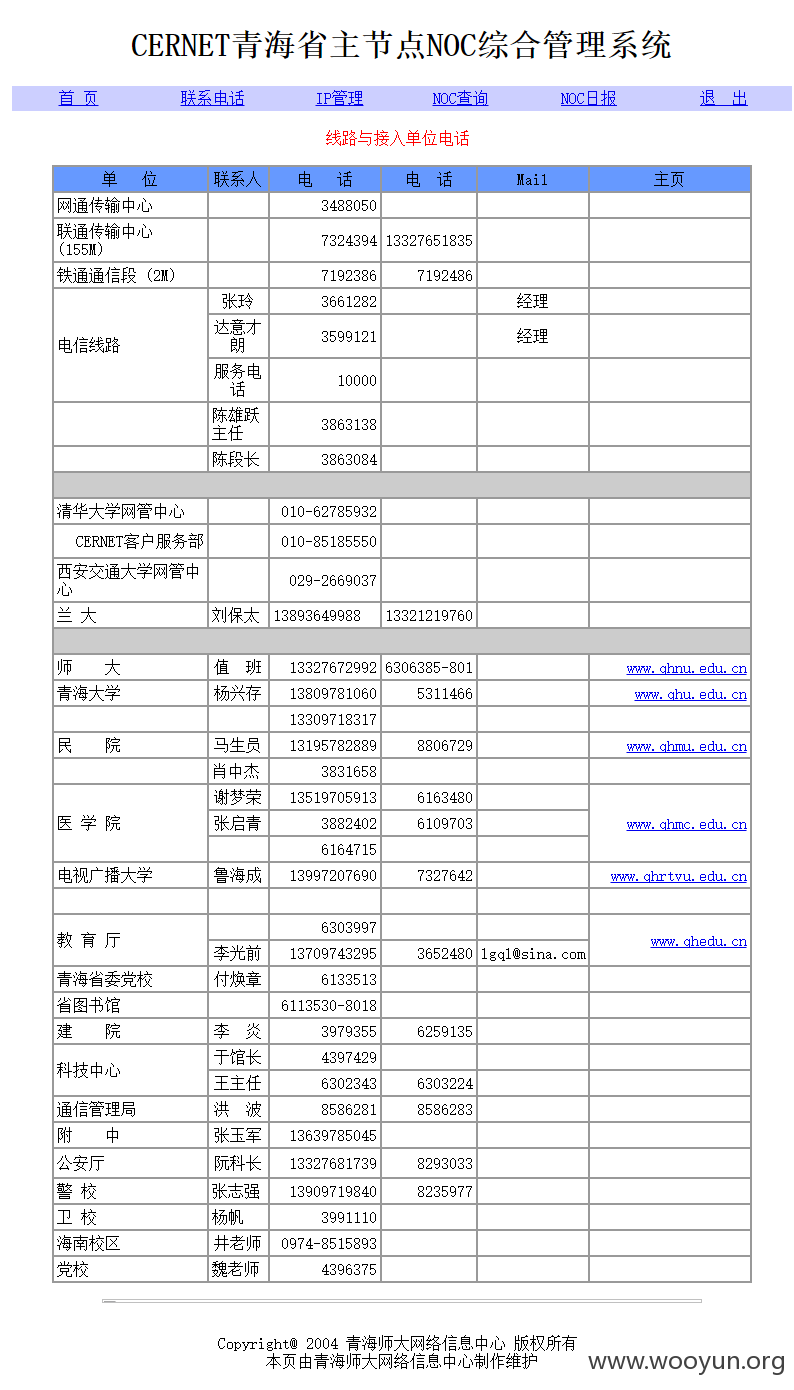 CERNET青海省主节点NOC综合管理系统
首 页 联系电话 IP管理 NOC查询 NOC日报 退 出
线路与接入单位电话
单 位 联系人 电 话 电 话 Mail 主页
网通传输中心 3488050
联通传输中心
(155M) 7324394 13327651835
铁通通信段（2M） 7192386 7192486
电信线路 张玲 3661282 经理
达意才
朗 3599121 经理
服务电
话 10000
陈雄跃
主任 3863138
陈段长 3863084
清华大学网管中心 010-62785932
CERNET客户服务部 010-85185550
西安交通大学网管中
心 029-2669037
兰 大 刘保太 13893649988 13321219760
师 大 值 班 13327672992 6306385-801 www.qhnu.edu.cn
青海大学 杨兴存 13809781060 5311466 www.qhu.edu.cn
13309718317
民 院 马生员 13195782889 8806729 www.qhmu.edu.cn
肖中杰 3831658
医 学 院 谢梦荣 13519705913 6163480 www.qhmc.edu.cn
张启青 3882402 6109703
6164715
电视广播大学 鲁海成 13997207690 7327642 www.qhrtvu.edu.cn
教 育 厅 6303997 www.qhedu.cn
李光前 13709743295 3652480 lgql@sina.com
青海省委党校 付焕章 6133513
省图书馆 6113530-8018
建 院 李 炎 3979355 6259135
科技中心 于馆长 4397429
王主任 6302343 6303224
通信管理局 洪 波 8586281 8586283
附 中 张玉军 13639785045
公安厅 阮科长 13327681739 8293033
警 校 张志强 13909719840 8235977
卫 校 杨帆 3991110
海南校区 井老师 0974-8515893
党校 魏老师 4396375
Copyright@ 2004 青海师大网络信息中心 版权所有
本页由青海师大网络信息中心制作维护
www.wooyun.org